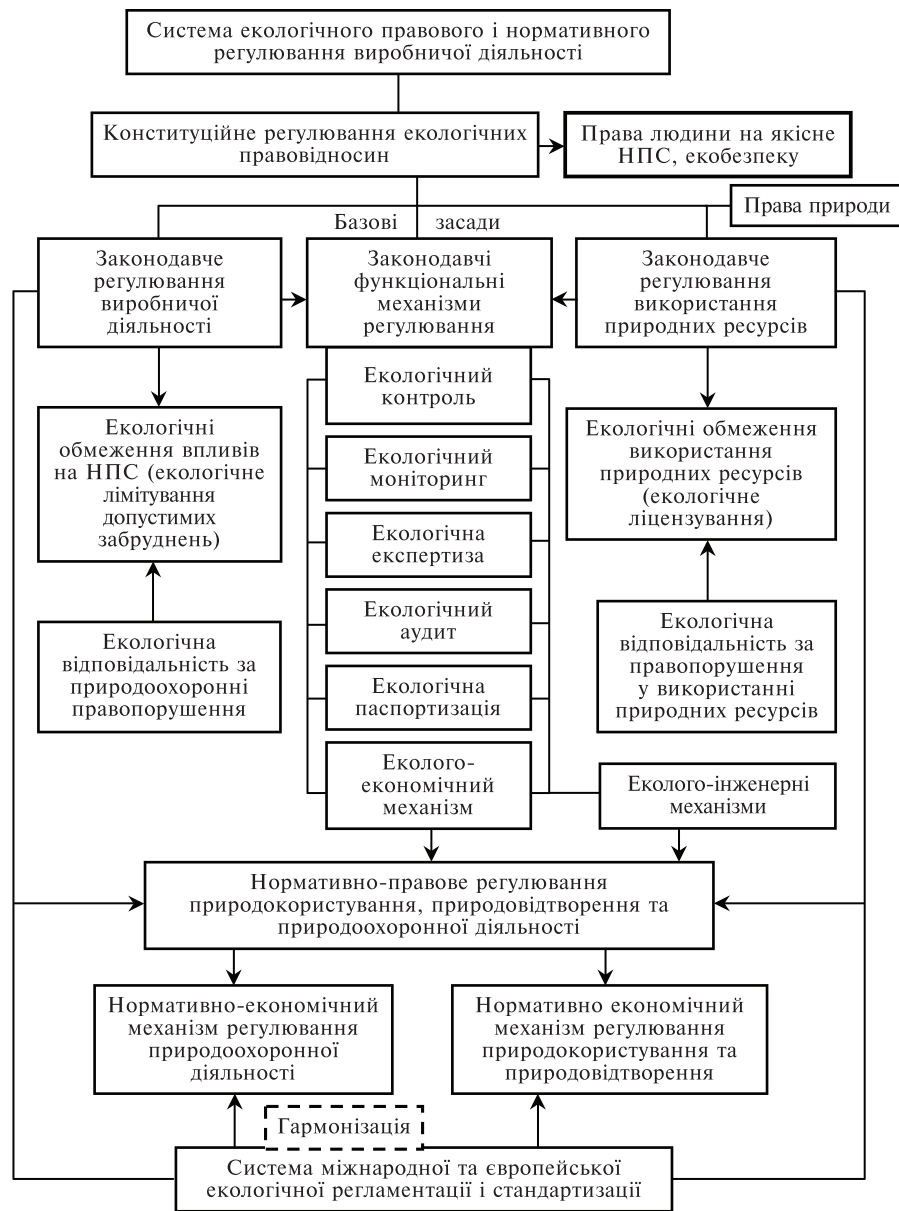 Система екологічного правового і нормативного
регулювання виробничої діяльності
Конституційне регулювання екологічних
правовідносин
Права людини на якісне
НПС, екобезпеку
Права природи
Базові засади
Законодавче
регулювання
виробничої
діяльності
Законодавчі
функціональні
механізми
регулювання
Законодавче
регулювання
використання
природних ресурсів
Екологічний
контроль
Екологічні
обмеження впливів
на НПС (екологічне
лімітування
допустимих
забруднень)
Екологічні обмеження
використання
природних ресурсів
(екологічне
ліцензування)
Екологічний
моніторинг
Екологічна
експертиза
Екологічний
аудит
Екологічна
відповідальність за
природоохоронні
правопорушення
Екологічна
відповідальність за
правопорушення
у використанні
природних ресурсів
Екологічна
паспортизація
Еколого-
економічний
механізм
Еколого-інженерні
механізми
Нормативно-правове регулювання
природокористування, природовідтворення та
природоохоронної діяльності
Нормативно-економічний
механізм регулювання
природоохоронної
діяльності
Нормативно економічний
механізм регулювання
природокористування та
природовідтворення
Гармонізація
Система міжнародної та європейської
екологічної регламентації і стандартизації